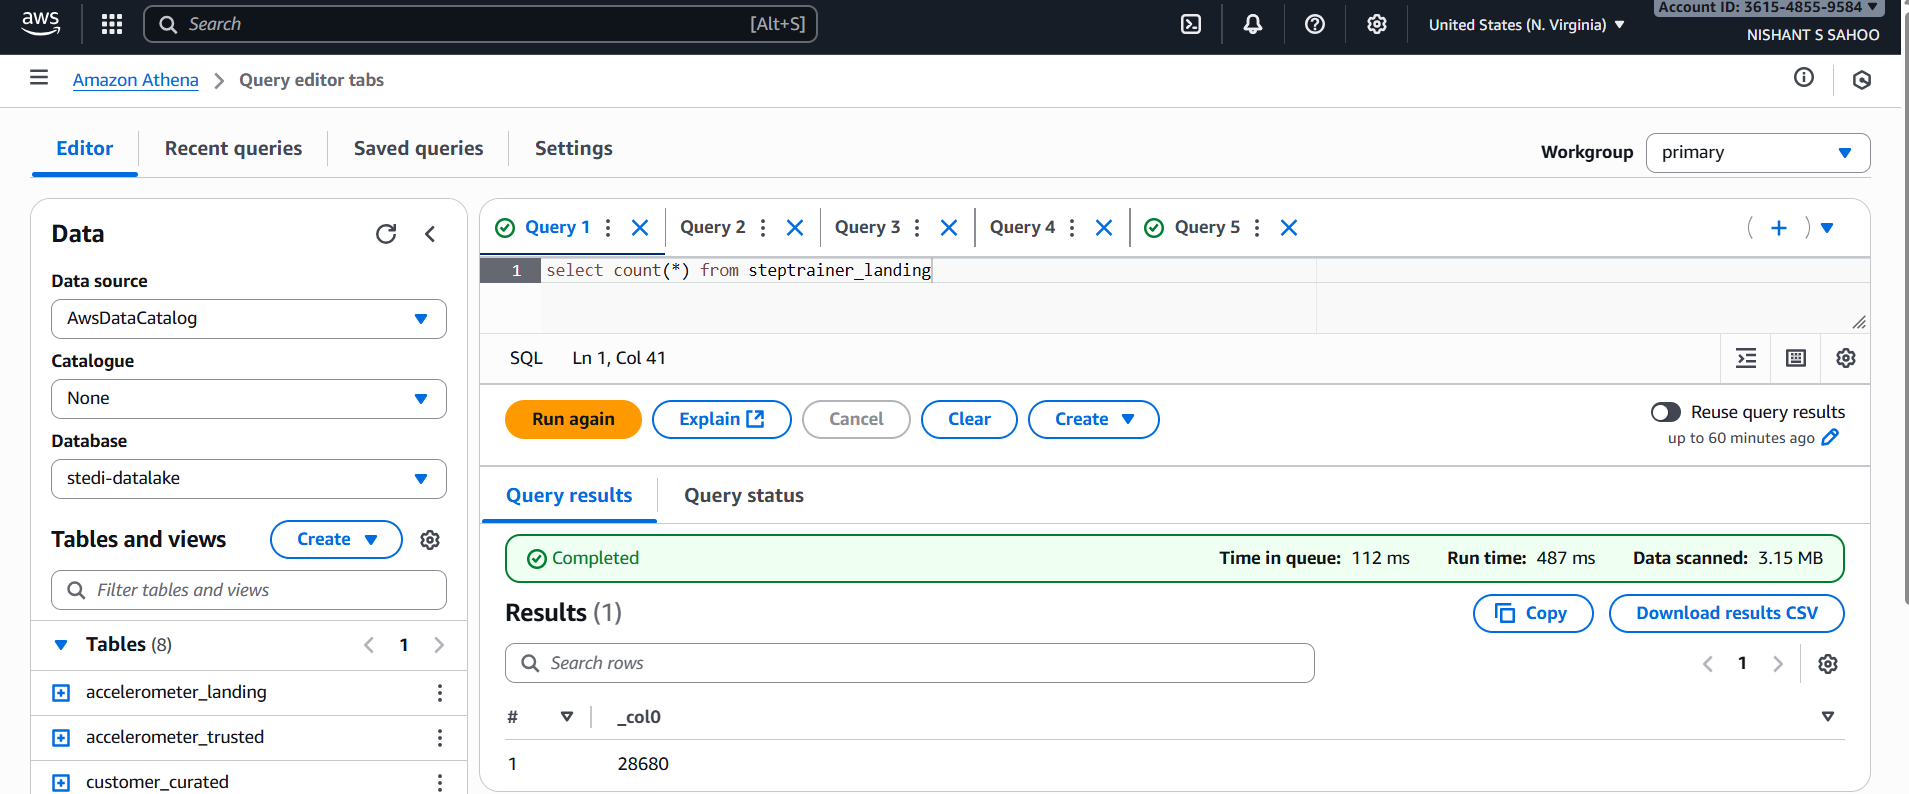 aws
Search
[Alt+S]
United States (N. Virginia)
Account ID: 3615-4855-9584
NISHANT S SAHOO
Amazon Athena
Query editor tabs
Editor
Recent queries
Saved queries
Settings
Workgroup
primary
Data
Data source
AwsDataCatalog
Catalogue
None
Database
stedi-datalake
Tables and views
Create
Filter tables and views
Tables (8)
1
accelerometer_landing
accelerometer_trusted
customer_curated
Query 1
Query 2
Query 3
Query 4
Query 5
1 select count(*) from steptrainer_landing
SQL
Ln 1, Col 41
Run again
Explain
Cancel
Clear
Create
Reuse query results
up to 60 minutes ago
Query results
Query status
Completed
Time in queue: 112 ms
Run time: 487 ms
Data scanned: 3.15 MB
Results (1)
Copy
Download results CSV
Search rows
1
# _col0
1 28680